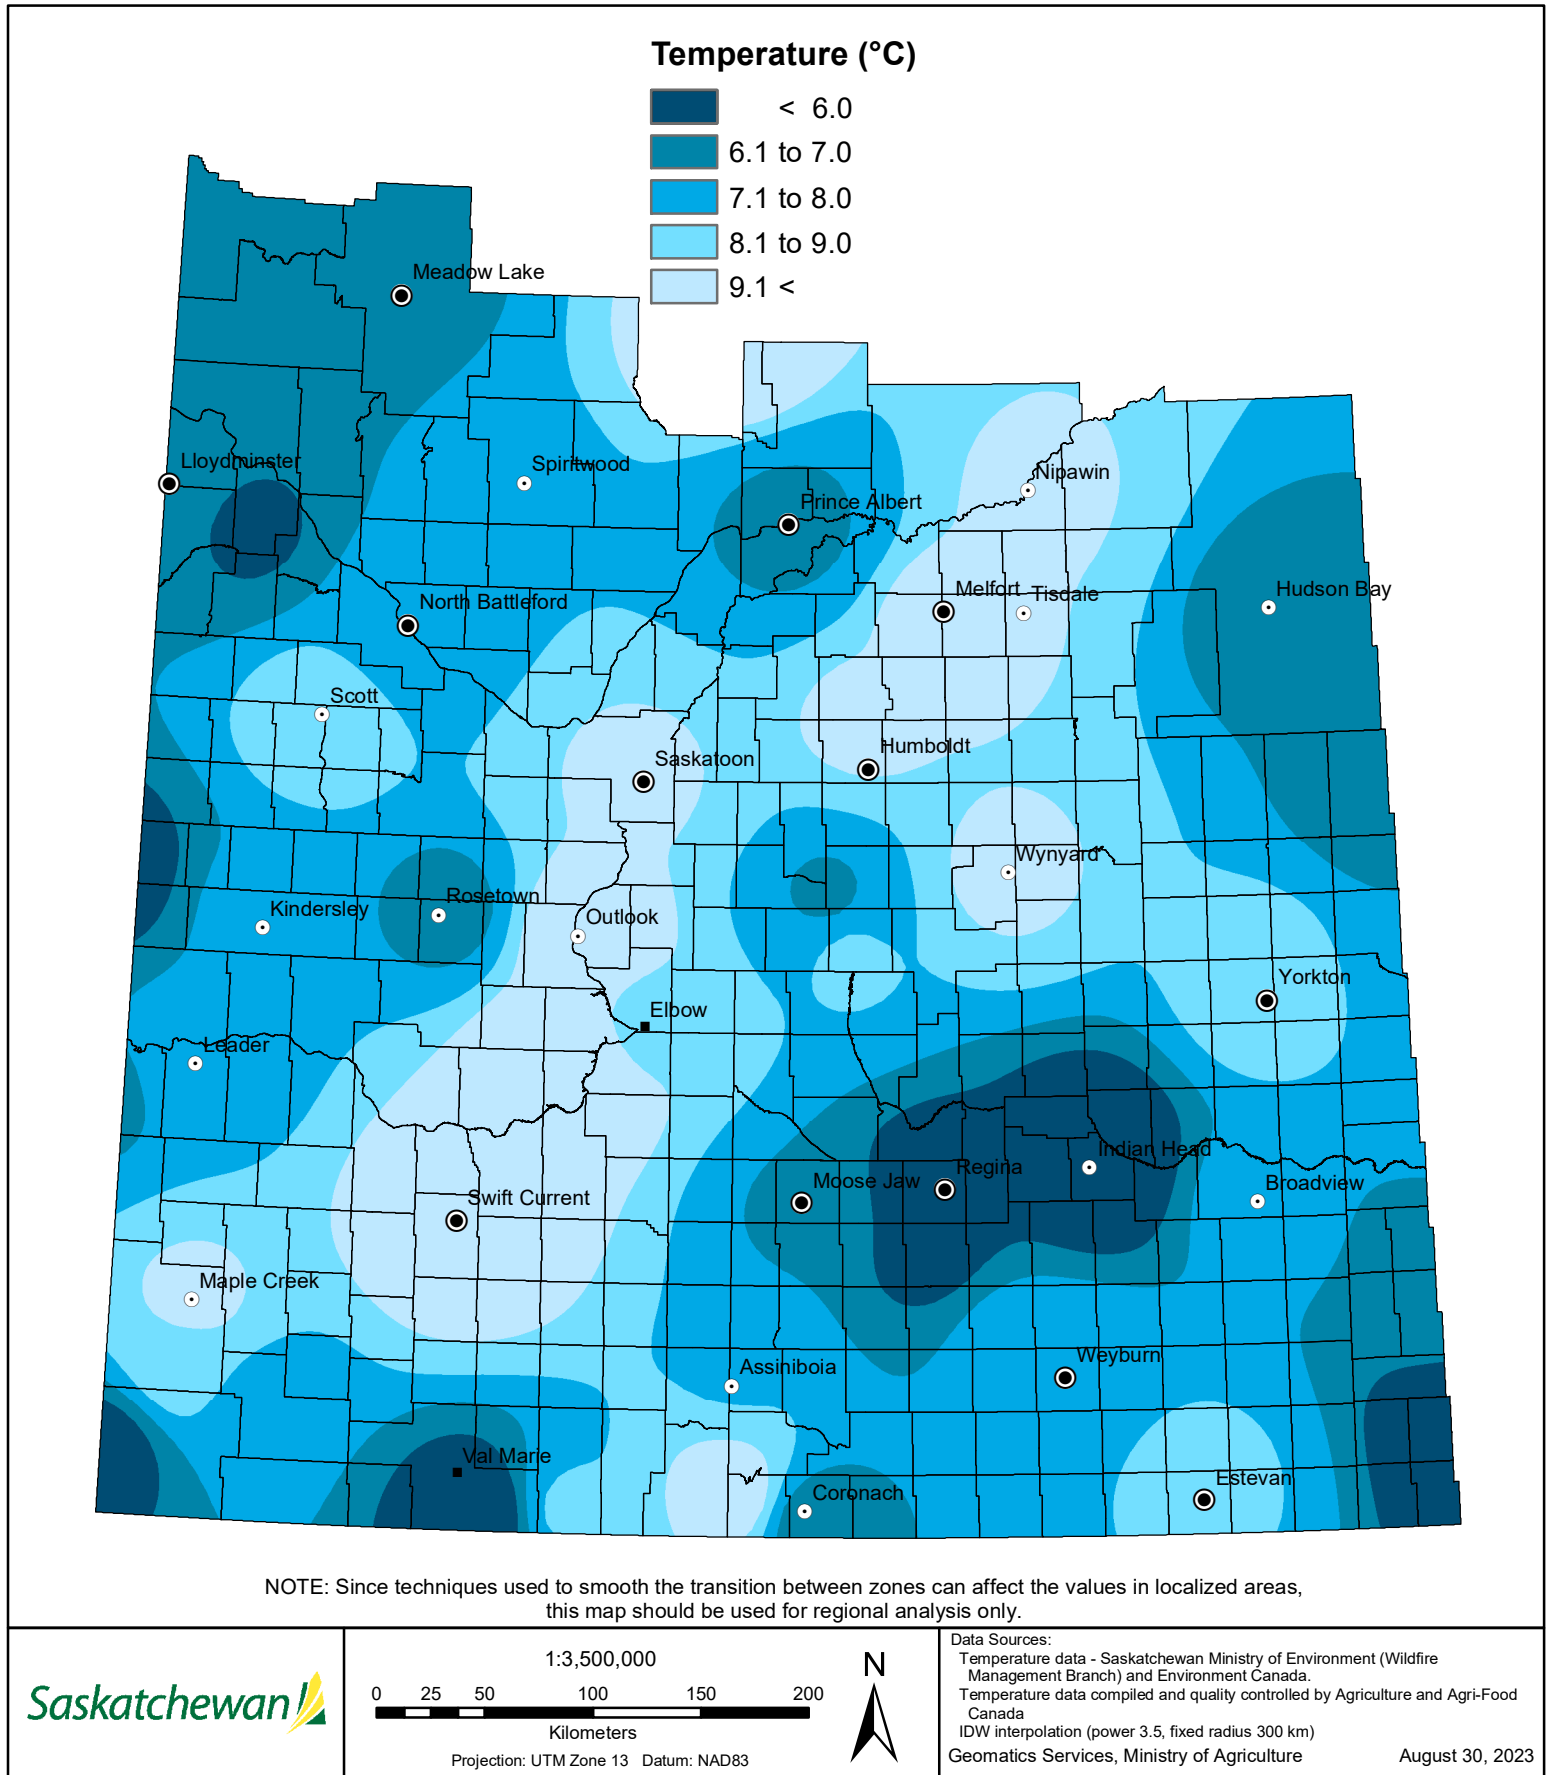 Temperature (°C)
< 6.0
6.1 to 7.0
7.1 to 8.0
8.1 to 9.0
9.1 <
Meadow Lake
Lloydminster
Spiritwood
Nipawin
Prince Albert
Hudson Bay
Melfort
Tisdale
North Battleford
Scott
Humboldt
Saskatoon
Wynyard
Rosetown
Kindersley
Outlook
Yorkton
Elbow
Leader
Indian Head
Regina
Moose Jaw
Broadview
Swift Current
Maple Creek
Weyburn
Assiniboia
Val Marie
Estevan
Coronach
NOTE: Since techniques used to smooth the transition between zones can affect the values in localized areas,
this map should be used for regional analysis only.
Saskatchewan
1:3,500,000
0 25 50 100 150 200
Kilometers
Projection: UTM Zone 13 Datum: NAD83
N
Data Sources:
Temperature data - Saskatchewan Ministry of Environment (Wildfire
Management Branch) and Environment Canada.
Temperature data compiled and quality controlled by Agriculture and Agri-Food
Canada
IDW interpolation (power 3.5, fixed radius 300 km)
Geomatics Services, Ministry of Agriculture August 30, 2023